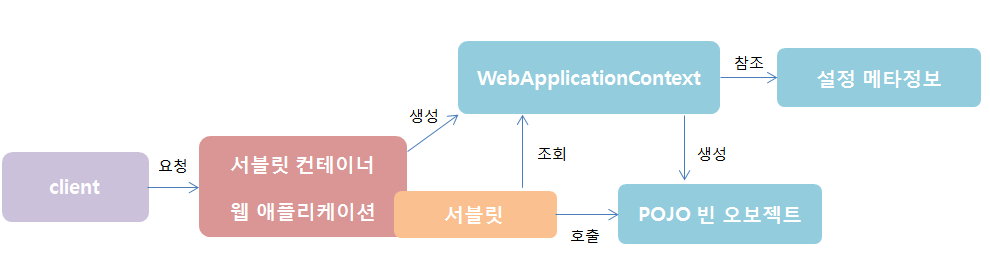 WebApplicationContext
참조
설정 메타정보
생성
client
요청
서블릿 컨테이너
웹 애플리케이션
조회
생성
서블릿
호출
POJO 빈 오보젝트